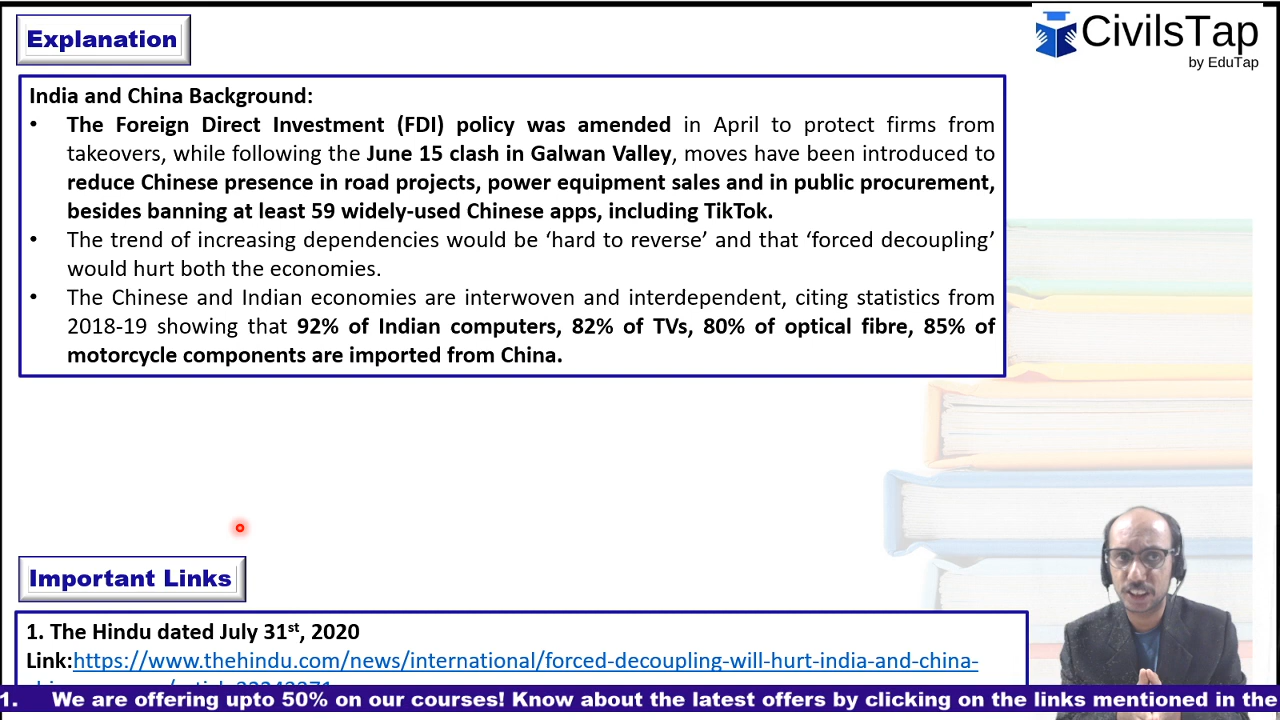 Explanation
CivilsTap
by EduTap
India and China Background:
• The Foreign Direct Investment (FDI) policy was amended in April to protect firms from
takeovers, while following the June 15 clash in Galwan Valley, moves have been introduced to
reduce Chinese presence in road projects, power equipment sales and in public procurement,
besides banning at least 59 widely-used Chinese apps, including TikTok.
• The trend of increasing dependencies would be ‘hard to reverse’ and that ‘forced decoupling’
would hurt both the economies.
• The Chinese and Indian economies are interwoven and interdependent, citing statistics from
2018-19 showing that 92% of Indian computers, 82% of TVs, 80% of optical fibre, 85% of
motorcycle components are imported from China.
Important Links
1. The Hindu dated July 31st, 2020
Link:https://www.thehindu.com/news/international/forced-decoupling-will-hurt-india-and-china-
1. We are offering upto 50% on our courses! Know about the latest offers by clicking on the links mentioned in the